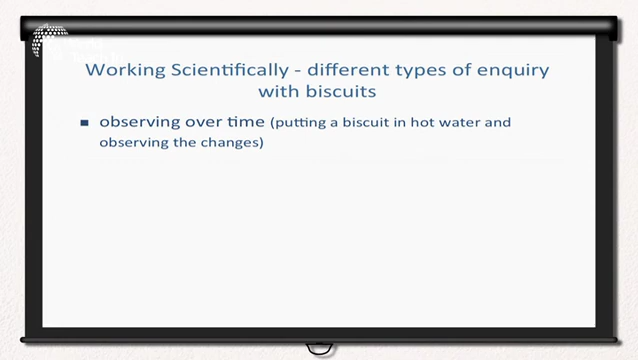 Working Scientifically - different types of enquiry
with biscuits
observing over time (putting a biscuit in hot water and
observing the changes)